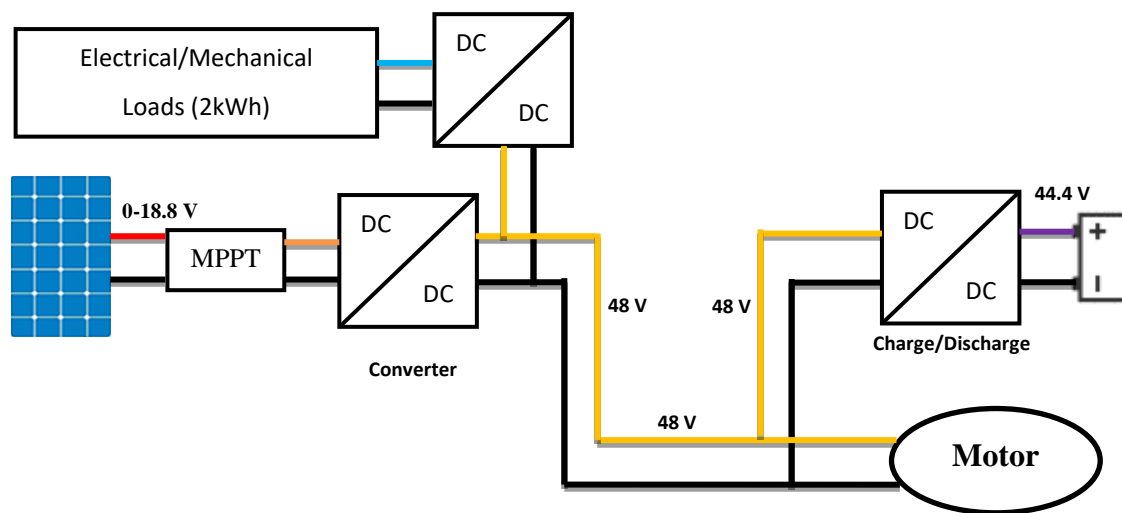 Electrical/Mechanical
Loads (2kWh)
DC
DC
0-18.8 V
MPPT
DC
DC
Converter
48 V
48 V
48 V
DC
DC
44.4 V
+
-
Charge/Discharge
Motor